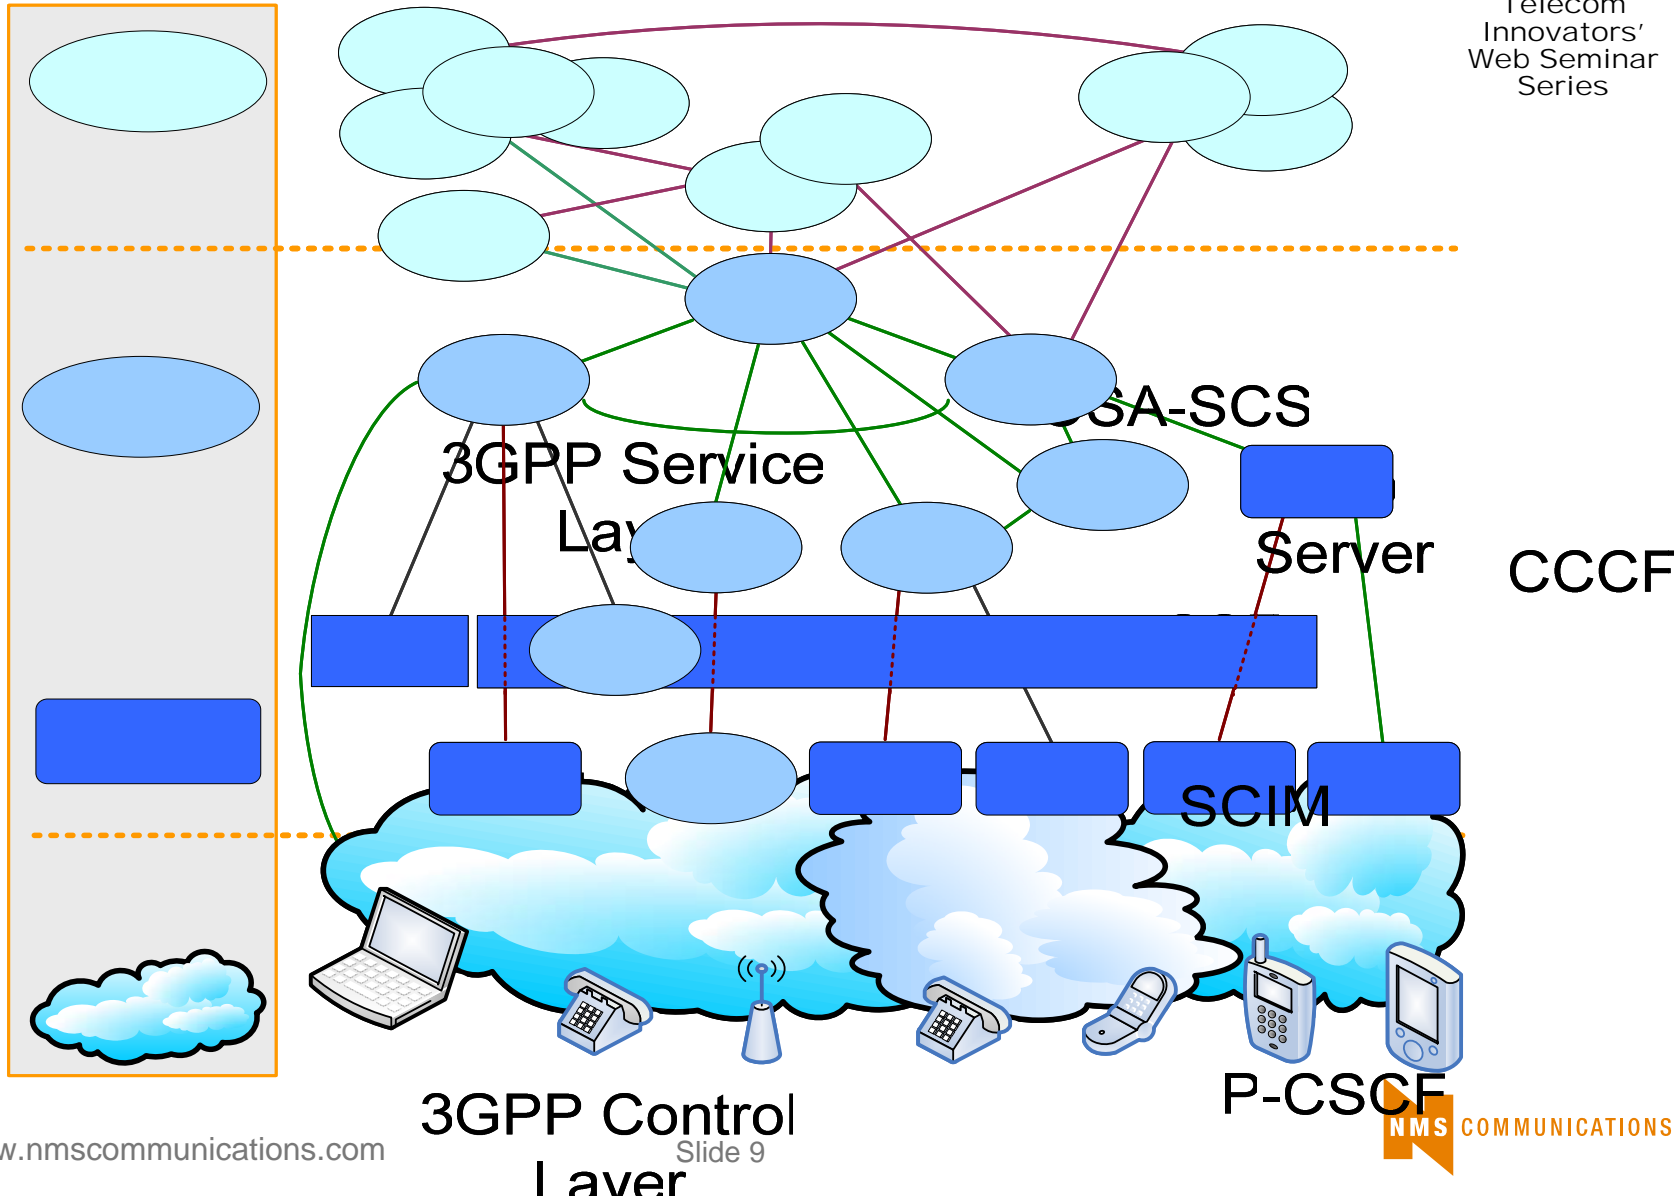 Telecom
Innovators'
Web Seminar
Series
SA-SCS
3GPP Service
Server
CCCF
SCIM
P-CSCF
3GPP Control
Layer
w.nmscommunications.com
Slide 9
NMS COMMUNICATIONS